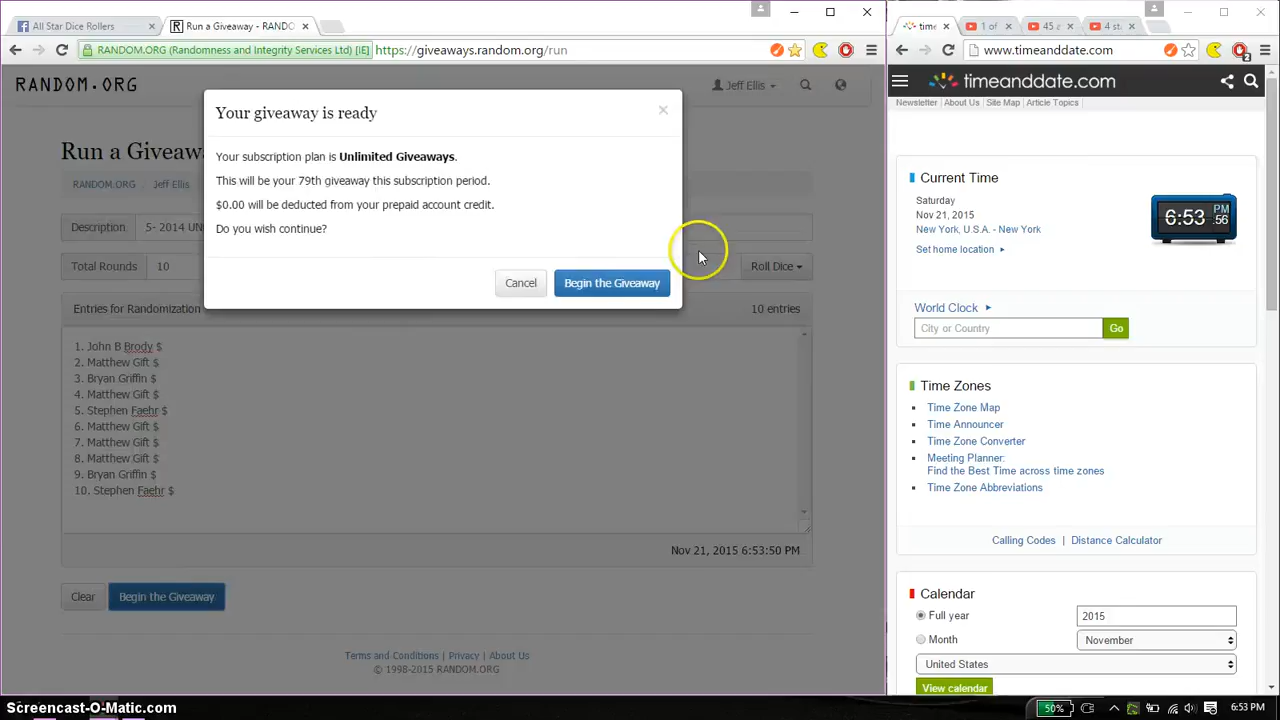 All Star Dice Rollers
Run a Giveaway - RANDO
RANDOM.ORG (Randomness and Integrity Services Ltd) [IE]
https://giveaways.random.org/run
RANDOM.ORG
Jeff Ellis
Your giveaway is ready
Your subscription plan is Unlimited Giveaways.
This will be your 79th giveaway this subscription period.
$0.00 will be deducted from your prepaid account credit.
Do you wish continue?
Cancel
Begin the Giveaway
Run a Giveaw
RANDOM.ORG
Jeff Ellis
Description
5- 2014 UN
Total Rounds
10
Roll Dice
Entries for Randomization
10 entries
1. John B Brody $
2. Matthew Gift $
3. Bryan Griffin $
4. Matthew Gift $
5. Stephen Faehr $
6. Matthew Gift $
7. Matthew Gift $
8. Matthew Gift $
9. Bryan Griffin $
10. Stephen Faehr $
Nov 21, 2015 6:53:50 PM
Clear
Begin the Giveaway
Terms and Conditions | Privacy | About Us
© 1998-2015 RANDOM.ORG
time
1 of
45 a
4 st
www.timeanddate.com
2
timeanddate.com
Newsletter | About Us | Site Map | Article Topics |
Current Time
Saturday
Nov 21, 2015
New York, U.S.A. - New York
Set home location
6:53 PM .56
World Clock
City or Country
Go
Time Zones
Time Zone Map
Time Announcer
Time Zone Converter
Meeting Planner:
Find the Best Time across time zones
Time Zone Abbreviations
Calling Codes | Distance Calculator
Calendar
Full year
2015
Month
November
United States
View calendar
Screencast-O-Matic.com
50%
6:53 PM